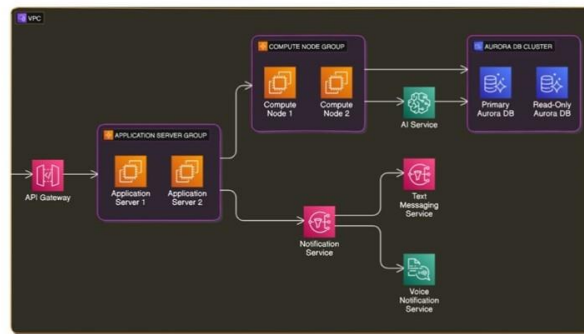 VPC
COMPUTE NODE GROUP
AURORA DB CLUSTER
Compute
Node 1
Compute
Node 2
AI Service
Primary
Aurora DB
Read-Only
Aurora DB
APPLICATION SERVER GROUP
API Gateway
Application
Server 1
Application
Server 2
Text
Messaging
Service
Notification
Service
Voice
Notification
Service